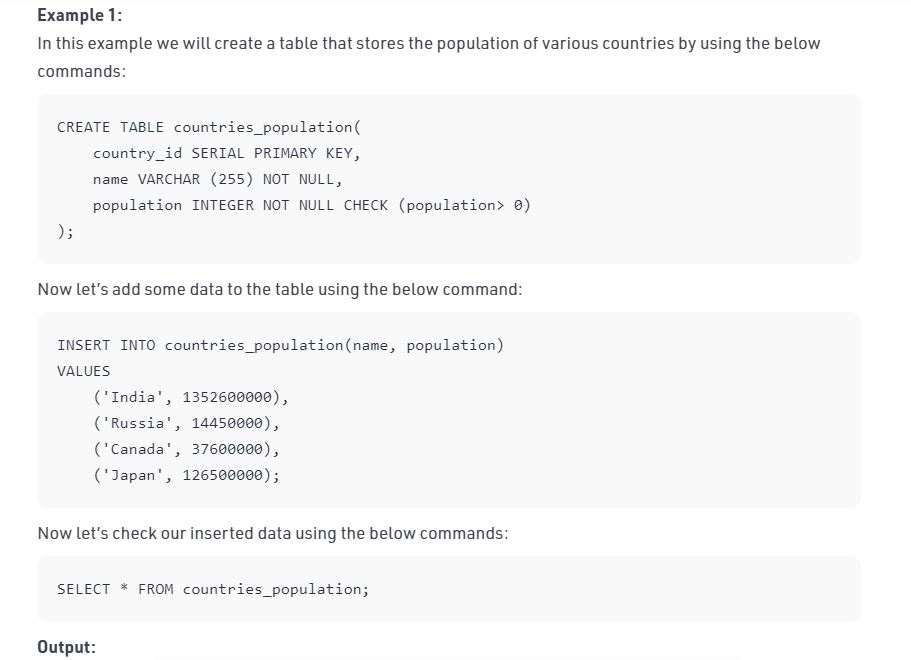 Example 1:
In this example we will create a table that stores the population of various countries by using the below
commands:
CREATE TABLE countries_population(
    country_id SERIAL PRIMARY KEY,
    name VARCHAR (255) NOT NULL,
    population INTEGER NOT NULL CHECK (population> 0)
);
Now let's add some data to the table using the below command:
INSERT INTO countries_population(name, population)
VALUES
    ('India', 1352600000),
    ('Russia', 14450000),
    ('Canada', 37600000),
    ('Japan', 126500000);
Now let's check our inserted data using the below commands:
SELECT * FROM countries_population;
Output: